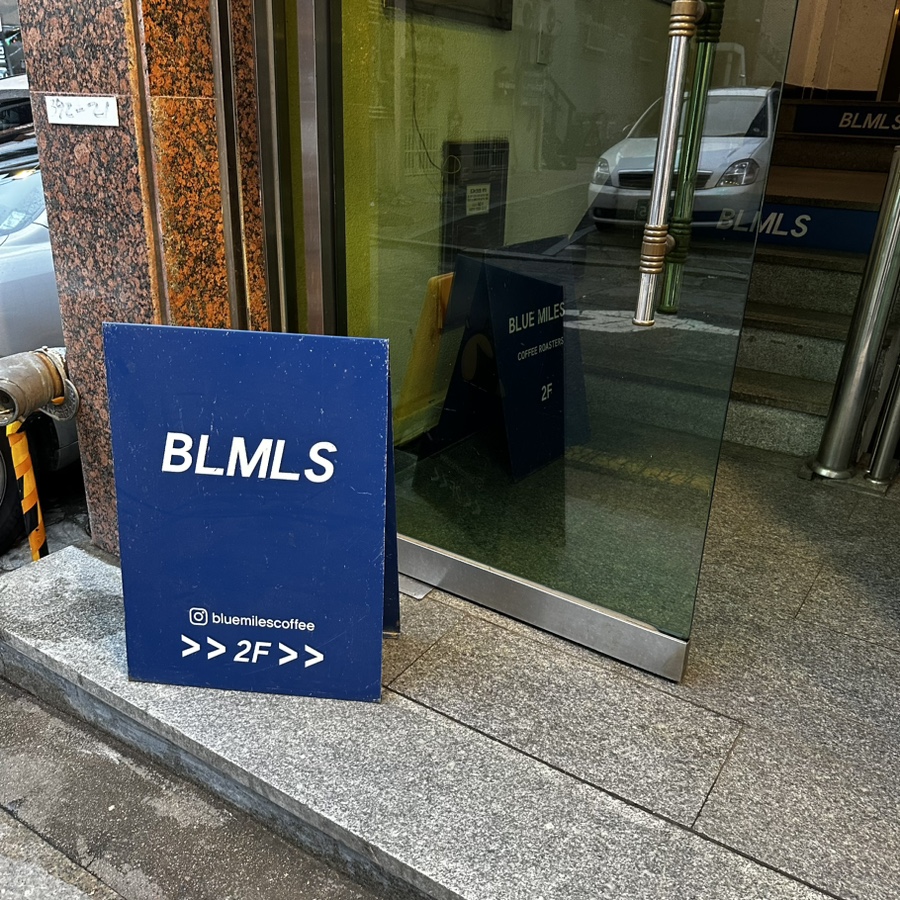 BLMLS
bluemilescoffee
>> 2F >>
BLUE MILES
COFFEE ROASTERS
2F
BLMLS
BLMLS